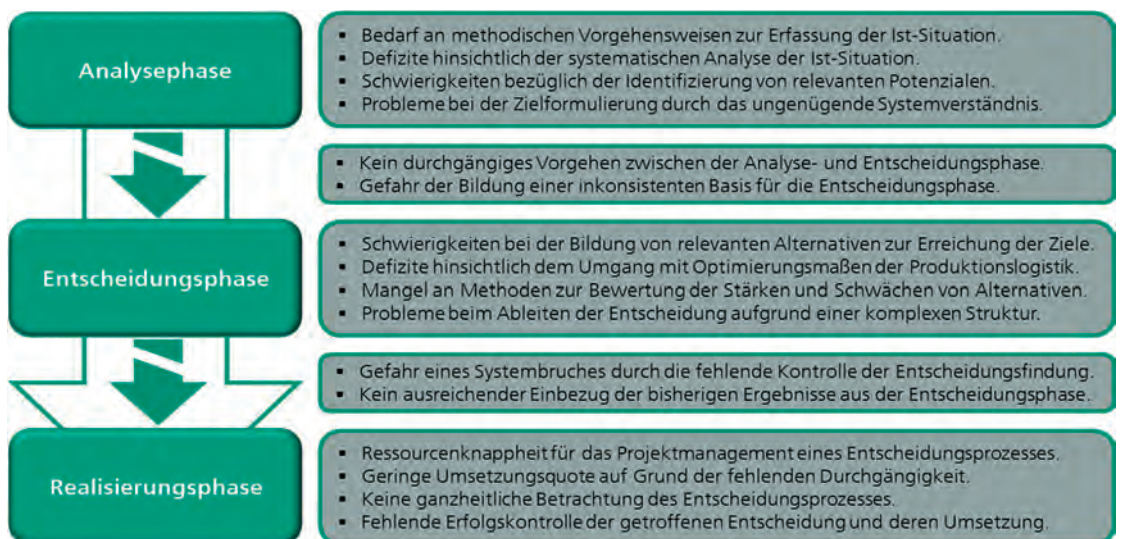 Analysephase
▪ Bedarf an methodischen Vorgehensweisen zur Erfassung der Ist-Situation.
▪ Defizite hinsichtlich der systematischen Analyse der Ist-Situation.
▪ Schwierigkeiten bezüglich der Identifizierung von relevanten Potenzialen.
▪ Probleme bei der Zielformulierung durch das ungenügende Systemverständnis.
▪ Kein durchgängiges Vorgehen zwischen der Analyse- und Entscheidungsphase.
▪ Gefahr der Bildung einer inkonsistenten Basis für die Entscheidungsphase.
Entscheidungsphase
▪ Schwierigkeiten bei der Bildung von relevanten Alternativen zur Erreichung der Ziele.
▪ Defizite hinsichtlich dem Umgang mit Optimierungsmaßen der Produktionslogistik.
▪ Mangel an Methoden zur Bewertung der Stärken und Schwächen von Alternativen.
▪ Probleme beim Ableiten der Entscheidung aufgrund einer komplexen Struktur.
▪ Gefahr eines Systembruches durch die fehlende Kontrolle der Entscheidungsfindung.
▪ Kein ausreichender Einbezug der bisherigen Ergebnisse aus der Entscheidungsphase.
Realisierungsphase
▪ Ressourcenknappheit für das Projektmanagement eines Entscheidungsprozesses.
▪ Geringe Umsetzungsquote auf Grund der fehlenden Durchgängigkeit.
▪ Keine ganzheitliche Betrachtung des Entscheidungsprozesses.
▪ Fehlende Erfolgskontrolle der getroffenen Entscheidung und deren Umsetzung.